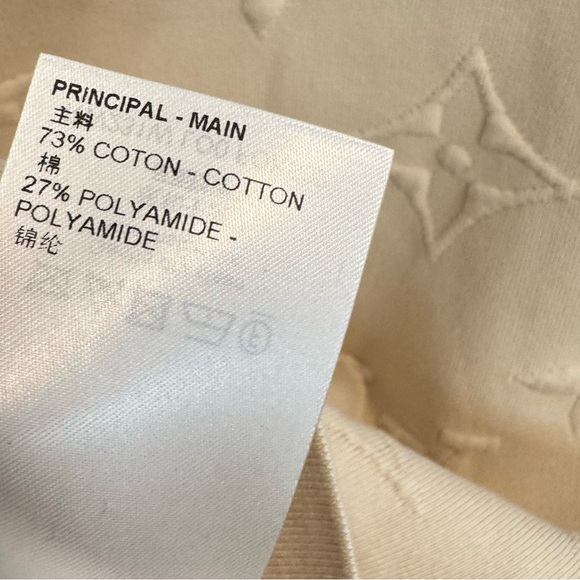 PRINCIPAL - MAIN
主料
73% COTON - COTTON
棉
27% POLYAMIDE -
POLYAMIDE
锦纶